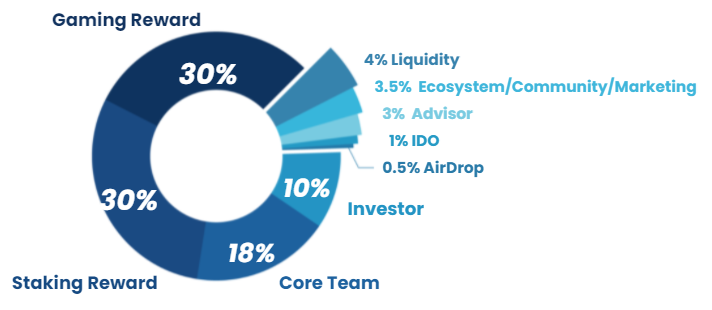 Gaming Reward
30%
4% Liquidity
3.5% Ecosystem/Community/Marketing
3% Advisor
1% IDO
0.5% AirDrop
10%
Investor
30%
18%
Staking Reward
Core Team